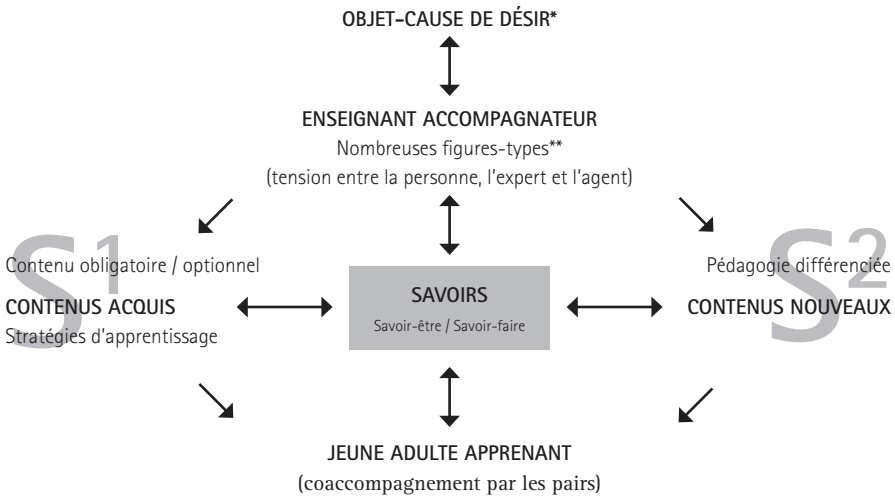 OBJET-CAUSE DE DÉSIR*
ENSEIGNANT ACCOMPAGNATEUR
Nombreuses figures-types**
(tension entre la personne, l'expert et l'agent)
S1
Contenu obligatoire / optionnel
CONTENUS ACQUIS
Stratégies d'apprentissage
SAVOIRS
Savoir-être / Savoir-faire
S2
Pédagogie différenciée
CONTENUS NOUVEAUX
JEUNE ADULTE APPRENANT
(coaccompagnement par les pairs)